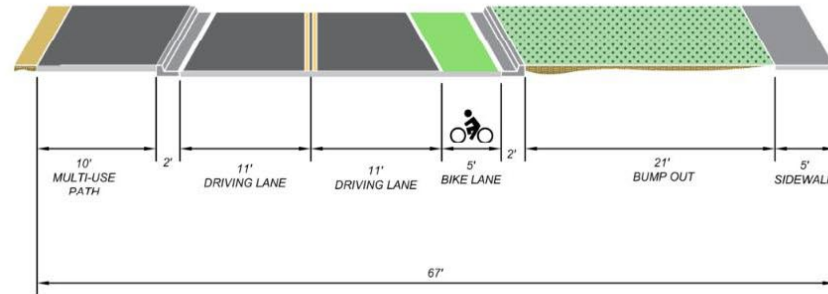 10'
MULTI-USE
PATH
2'
11'
DRIVING LANE
11'
DRIVING LANE
5'
BIKE LANE
2'
21'
BUMP OUT
5'
SIDEWALK
67'